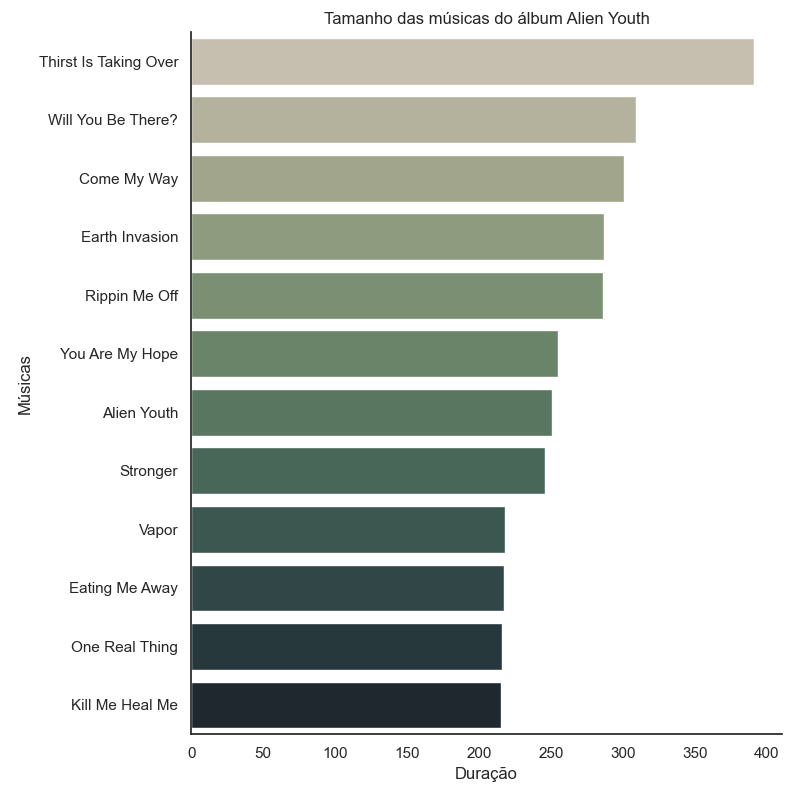 Tamanho das músicas do álbum Alien Youth
Thirst Is Taking Over
Will You Be There?
Come My Way
Earth Invasion
Rippin Me Off
You Are My Hope
Alien Youth
Stronger
Vapor
Eating Me Away
One Real Thing
Kill Me Heal Me
Músicas
0 50 100 150 200 250 300 350 400
Duração